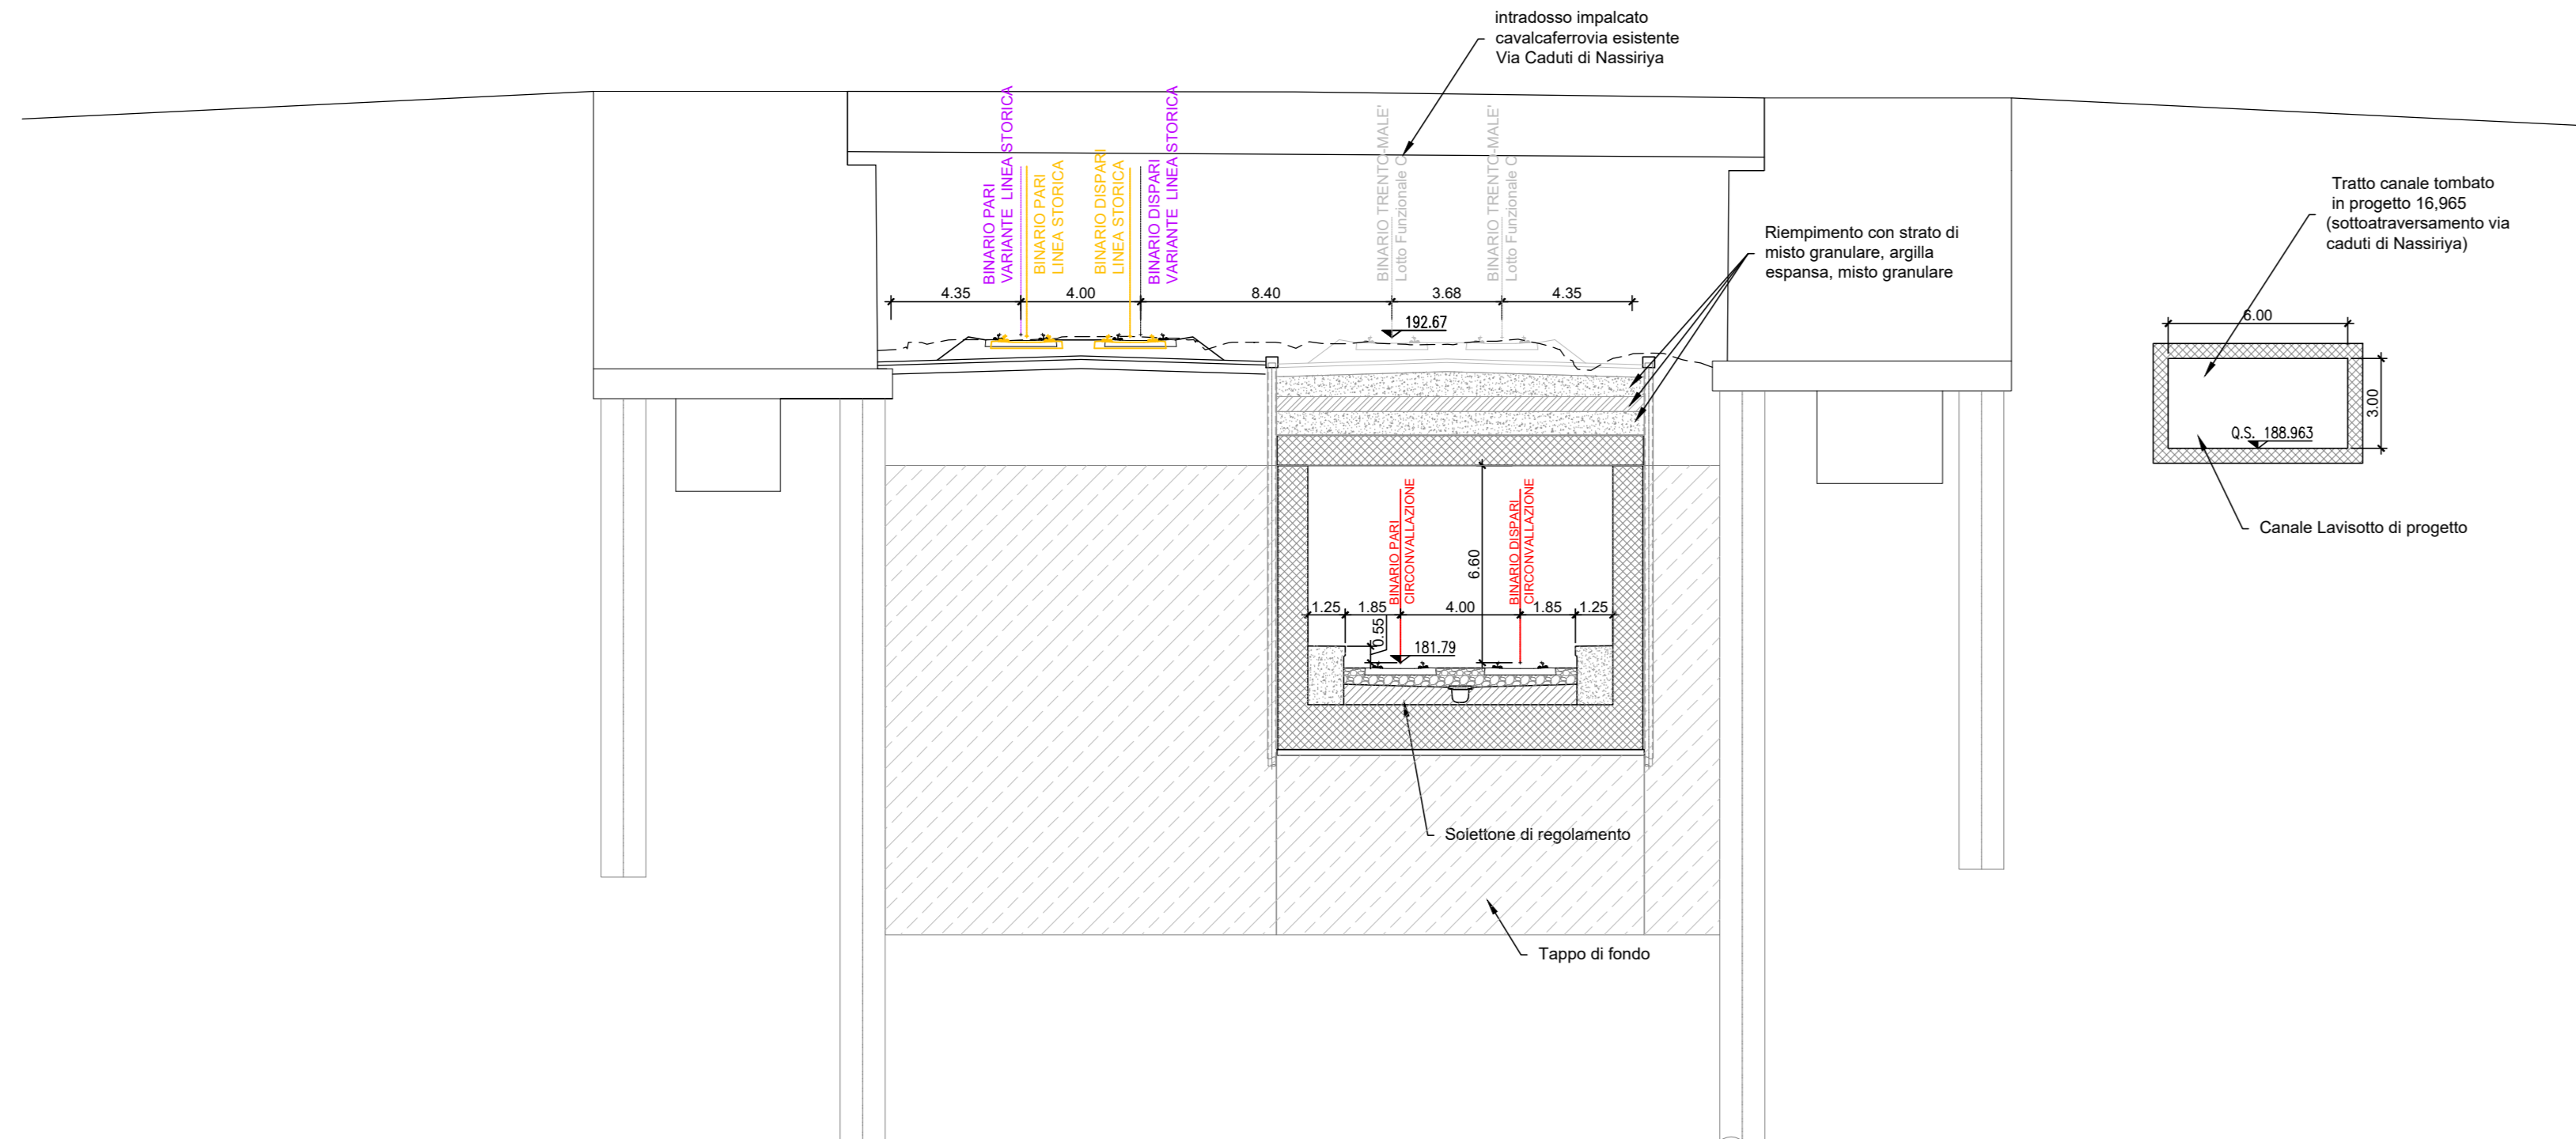 intradosso impalcato
cavalcaferrovia esistente
Via Caduti di Nassiriya
BINARIO PARI
VARIANTE LINEA STORICA
BINARIO PARI
LINEA STORICA
BINARIO DISPARI
LINEA STORICA
BINARIO DISPARI
VARIANTE LINEA STORICA
BINARIO TRENTO-MALE'
Lotto Funzionale C
BINARIO TRENTO-MALE'
Lotto Funzionale C
4.35
4.00
8.40
3.68
4.35
192.67
Riempimento con strato di
misto granulare, argilla
espansa, misto granulare
Tratto canale tombato
in progetto 16,965
(sottoatraversamento via
caduti di Nassiriya)
6.00
3.00
Q.S. 188.963
Canale Lavisotto di progetto
BINARIO PARI
CIRCONVALLAZIONE
BINARIO DISPARI
CIRCONVALLAZIONE
6.60
1.25
1.85
4.00
1.85
1.25
0.55
181.79
Solettone di regolamento
Tappo di fondo